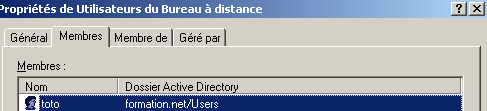 Propriétés de Utilisateurs du Bureau à distance
Général Membres Membre de Géré par
Membres :
Nom Dossier Active Directory
toto formation.net/Users